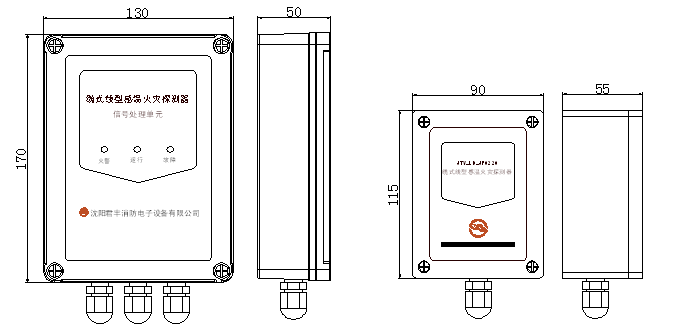 130
50
170
缆式线型感温火灾探测器
信号处理单元
火警 运行 故障
沈阳君丰消防电子设备有限公司
90
55
115
缆式线型感温火灾探测器